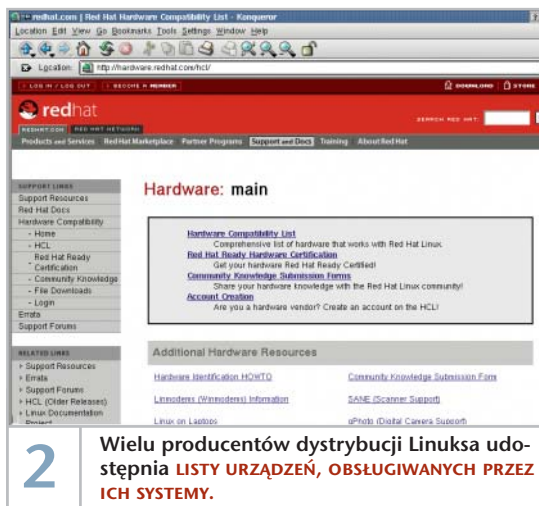 redhat.com | Red Hat Hardware Compatibility List - Konqueror
Location Edit View Go Bookmarks Tools Settings Window Help
Location: http://hardware.redhat.com/hcl/
LOG IN / LOG OUT BECOME A MEMBER DOWNLOAD STORE
redhat
SEARCH RED HAT:
REDHAT.COM RED HAT NETWORK
Products and Services Red Hat Marketplace Partner Programs Support and Docs Training About Red Hat
SUPPORT LINKS
Support Resources
Red Hat Docs
Hardware Compatibility
- Home
- HCL
- Red Hat Ready
Certification
- Community Knowledge
- File Downloads
- Login
Errata
Support Forums
Hardware: main
Hardware Compatibility List
Comprehensive list of hardware that works with Red Hat Linux.
Red Hat Ready Hardware Certification
Get your hardware Red Hat Ready Certified!
Community Knowledge Submission Forms
Share your hardware knowledge with the Red Hat Linux community!
Account Creation
Are you a hardware vendor? Create an account on the HCL!
RELATED LINKS
Support Resources
Errata
Support Forums
HCL (Older Releases)
Linux Documentation
Project
Additional Hardware Resources
Hardware Identification HOWTO Community Knowledge Submission Form
Linmodems (Winmodems) Information SANE (Scanner Support)
Linux on Laptops gPhoto (Digital Camera Support)
2
Wielu producentów dystrybucji Linuksa udo-
stępnia LISTY URZĄDZEŃ, OBSŁUGIWANYCH PRZEZ
ICH SYSTEMY.